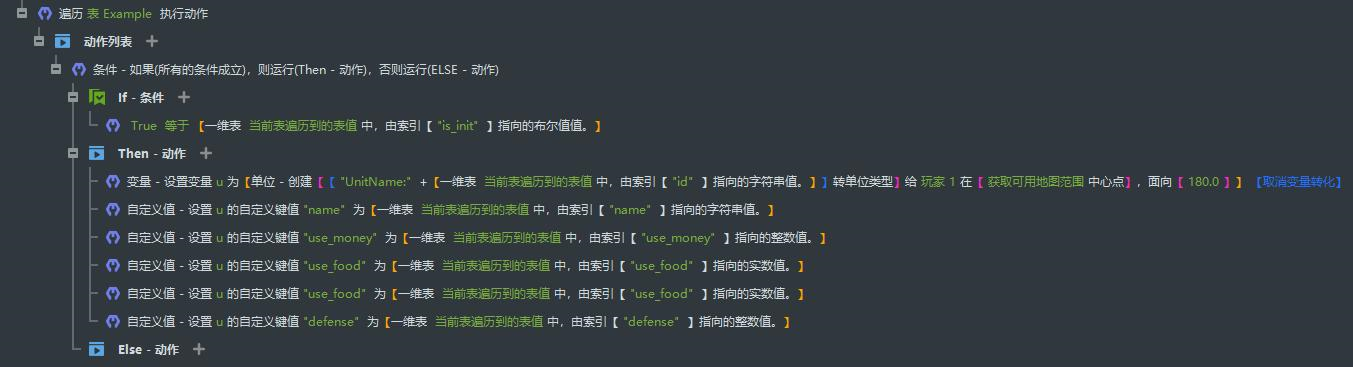 遍历 表 Example 执行动作
动作列表 +
条件 - 如果(所有的条件成立)，则运行(Then - 动作)，否则运行(ELSE - 动作)
If - 条件 +
True 等于 【一维表 当前表遍历到的表值 中，由索引【 "is_init" 】指向的布尔值值。】
Then - 动作 +
变量 - 设置变量 u 为【单位 - 创建【【 "UnitName:" +【一维表 当前表遍历到的表值 中，由索引【 "id" 】指向的字符串值。】】转单位类型】给 玩家 1 在【 获取可用地图范围 中心点】，面向【 180.0 】】 【取消变量转化】
自定义值 - 设置 u 的自定义键值 "name" 为【一维表 当前表遍历到的表值 中，由索引【 "name" 】指向的字符串值。】
自定义值 - 设置 u 的自定义键值 "use_money" 为【一维表 当前表遍历到的表值 中，由索引【 "use_money" 】指向的整数值。】
自定义值 - 设置 u 的自定义键值 "use_food" 为【一维表 当前表遍历到的表值 中，由索引【 "use_food" 】指向的实数值。】
自定义值 - 设置 u 的自定义键值 "use_food" 为【一维表 当前表遍历到的表值 中，由索引【 "use_food" 】指向的实数值。】
自定义值 - 设置 u 的自定义键值 "defense" 为【一维表 当前表遍历到的表值 中，由索引【 "defense" 】指向的整数值。】
Else - 动作 +